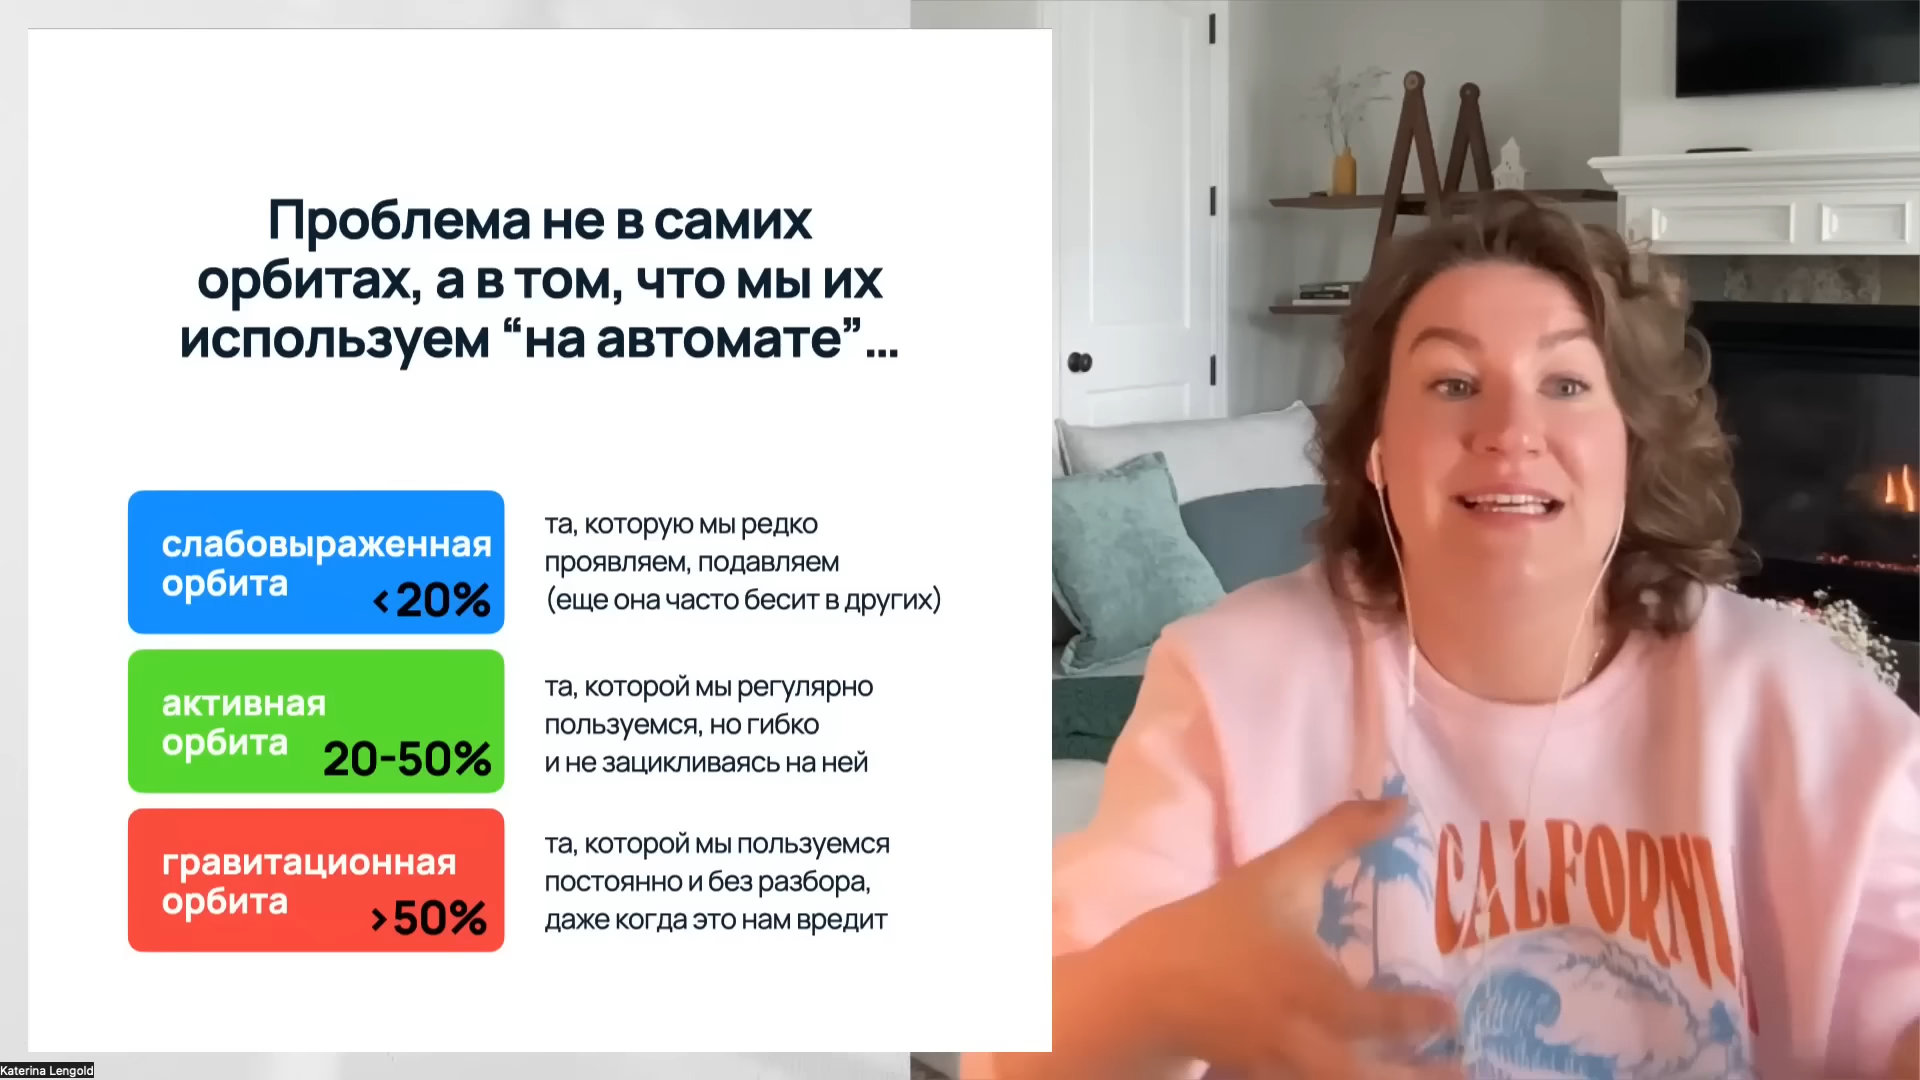 Проблема не в самих
орбитах, а в том, что мы их
используем “на автомате”...
слабовыраженная
орбита
<20%
та, которую мы редко
проявляем, подавляем
(еще она часто бесит в других)
активная
орбита
20-50%
та, которой мы регулярно
пользуемся, но гибко
и не зацикливаясь на ней
гравитационная
орбита
>50%
та, которой мы пользуемся
постоянно и без разбора,
даже когда это нам вредит
CALIFORNI
Katerina Lengold